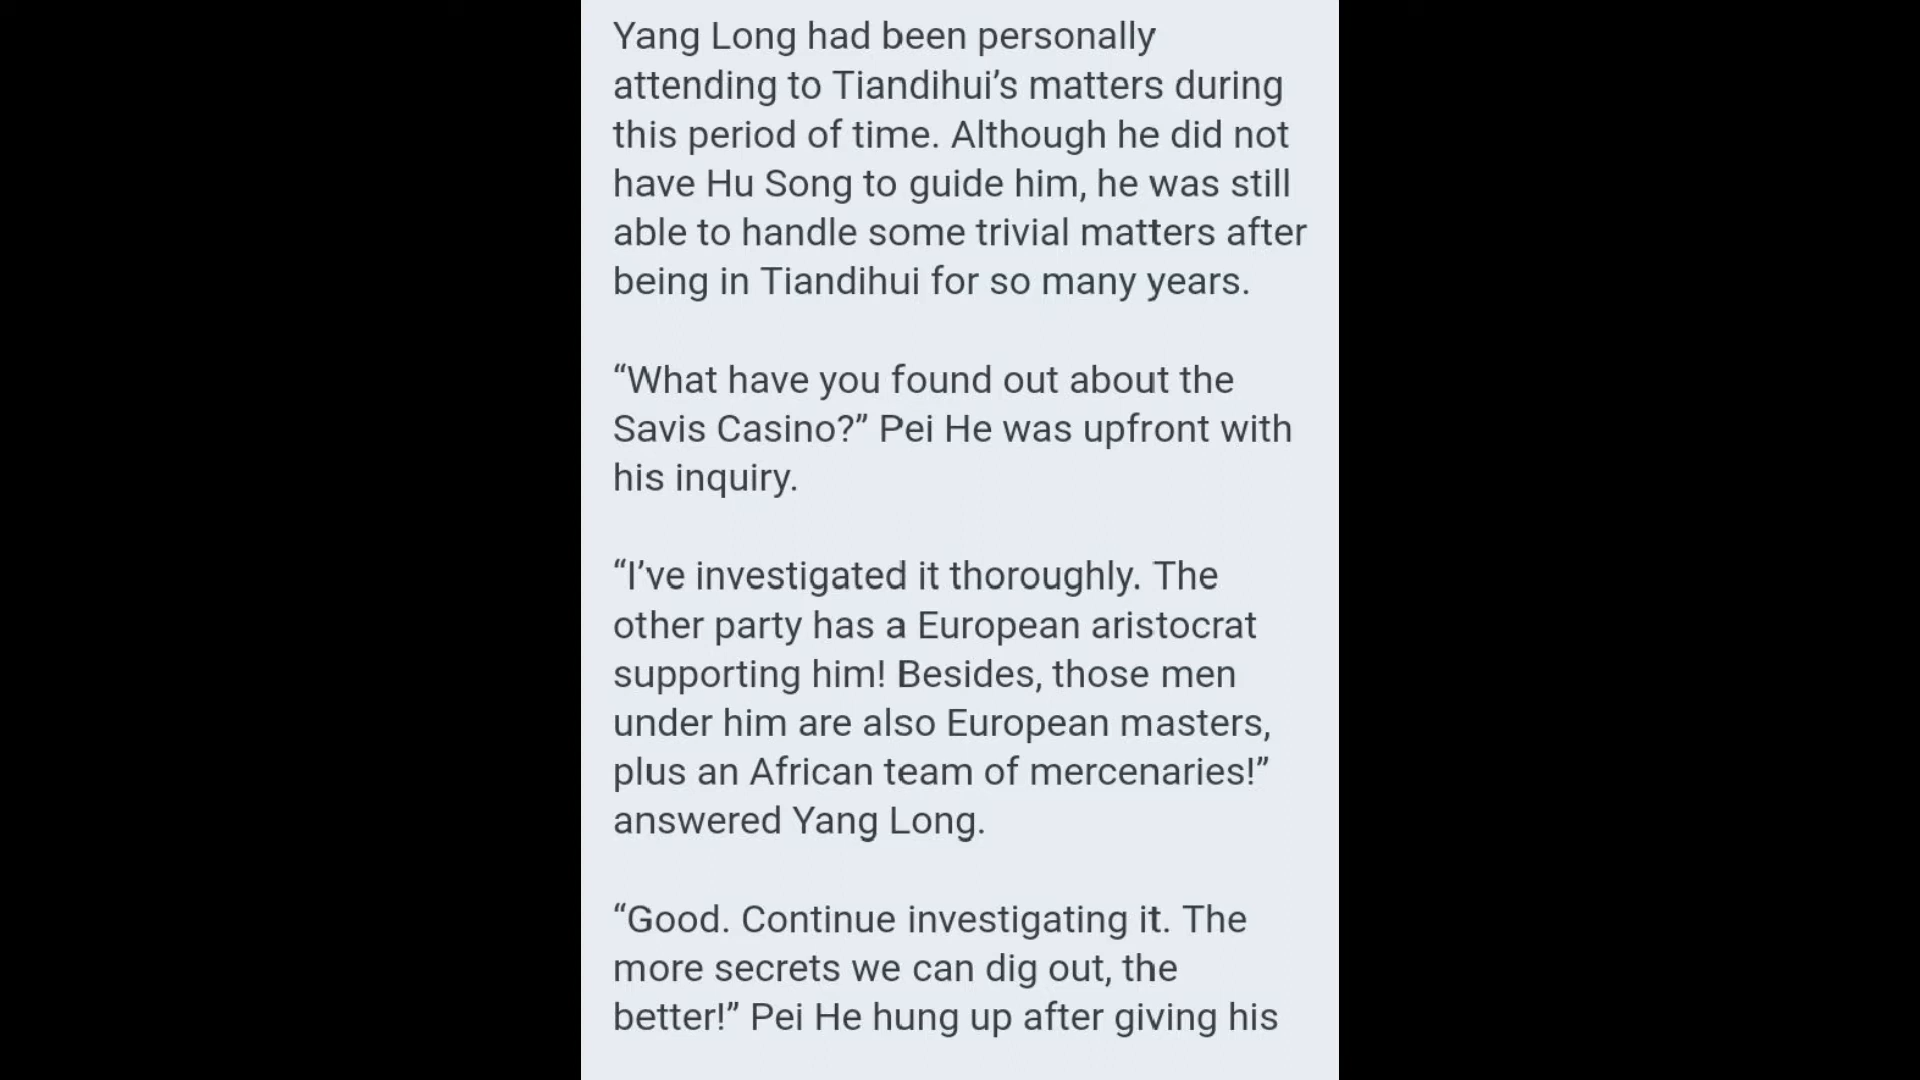 Yang Long had been personally
attending to Tiandihui’s matters during
this period of time. Although he did not
have Hu Song to guide him, he was still
able to handle some trivial matters after
being in Tiandihui for so many years.
“What have you found out about the
Savis Casino?” Pei He was upfront with
his inquiry.
“I’ve investigated it thoroughly. The
other party has a European aristocrat
supporting him! Besides, those men
under him are also European masters,
plus an African team of mercenaries!”
answered Yang Long.
“Good. Continue investigating it. The
more secrets we can dig out, the
better!” Pei He hung up after giving his